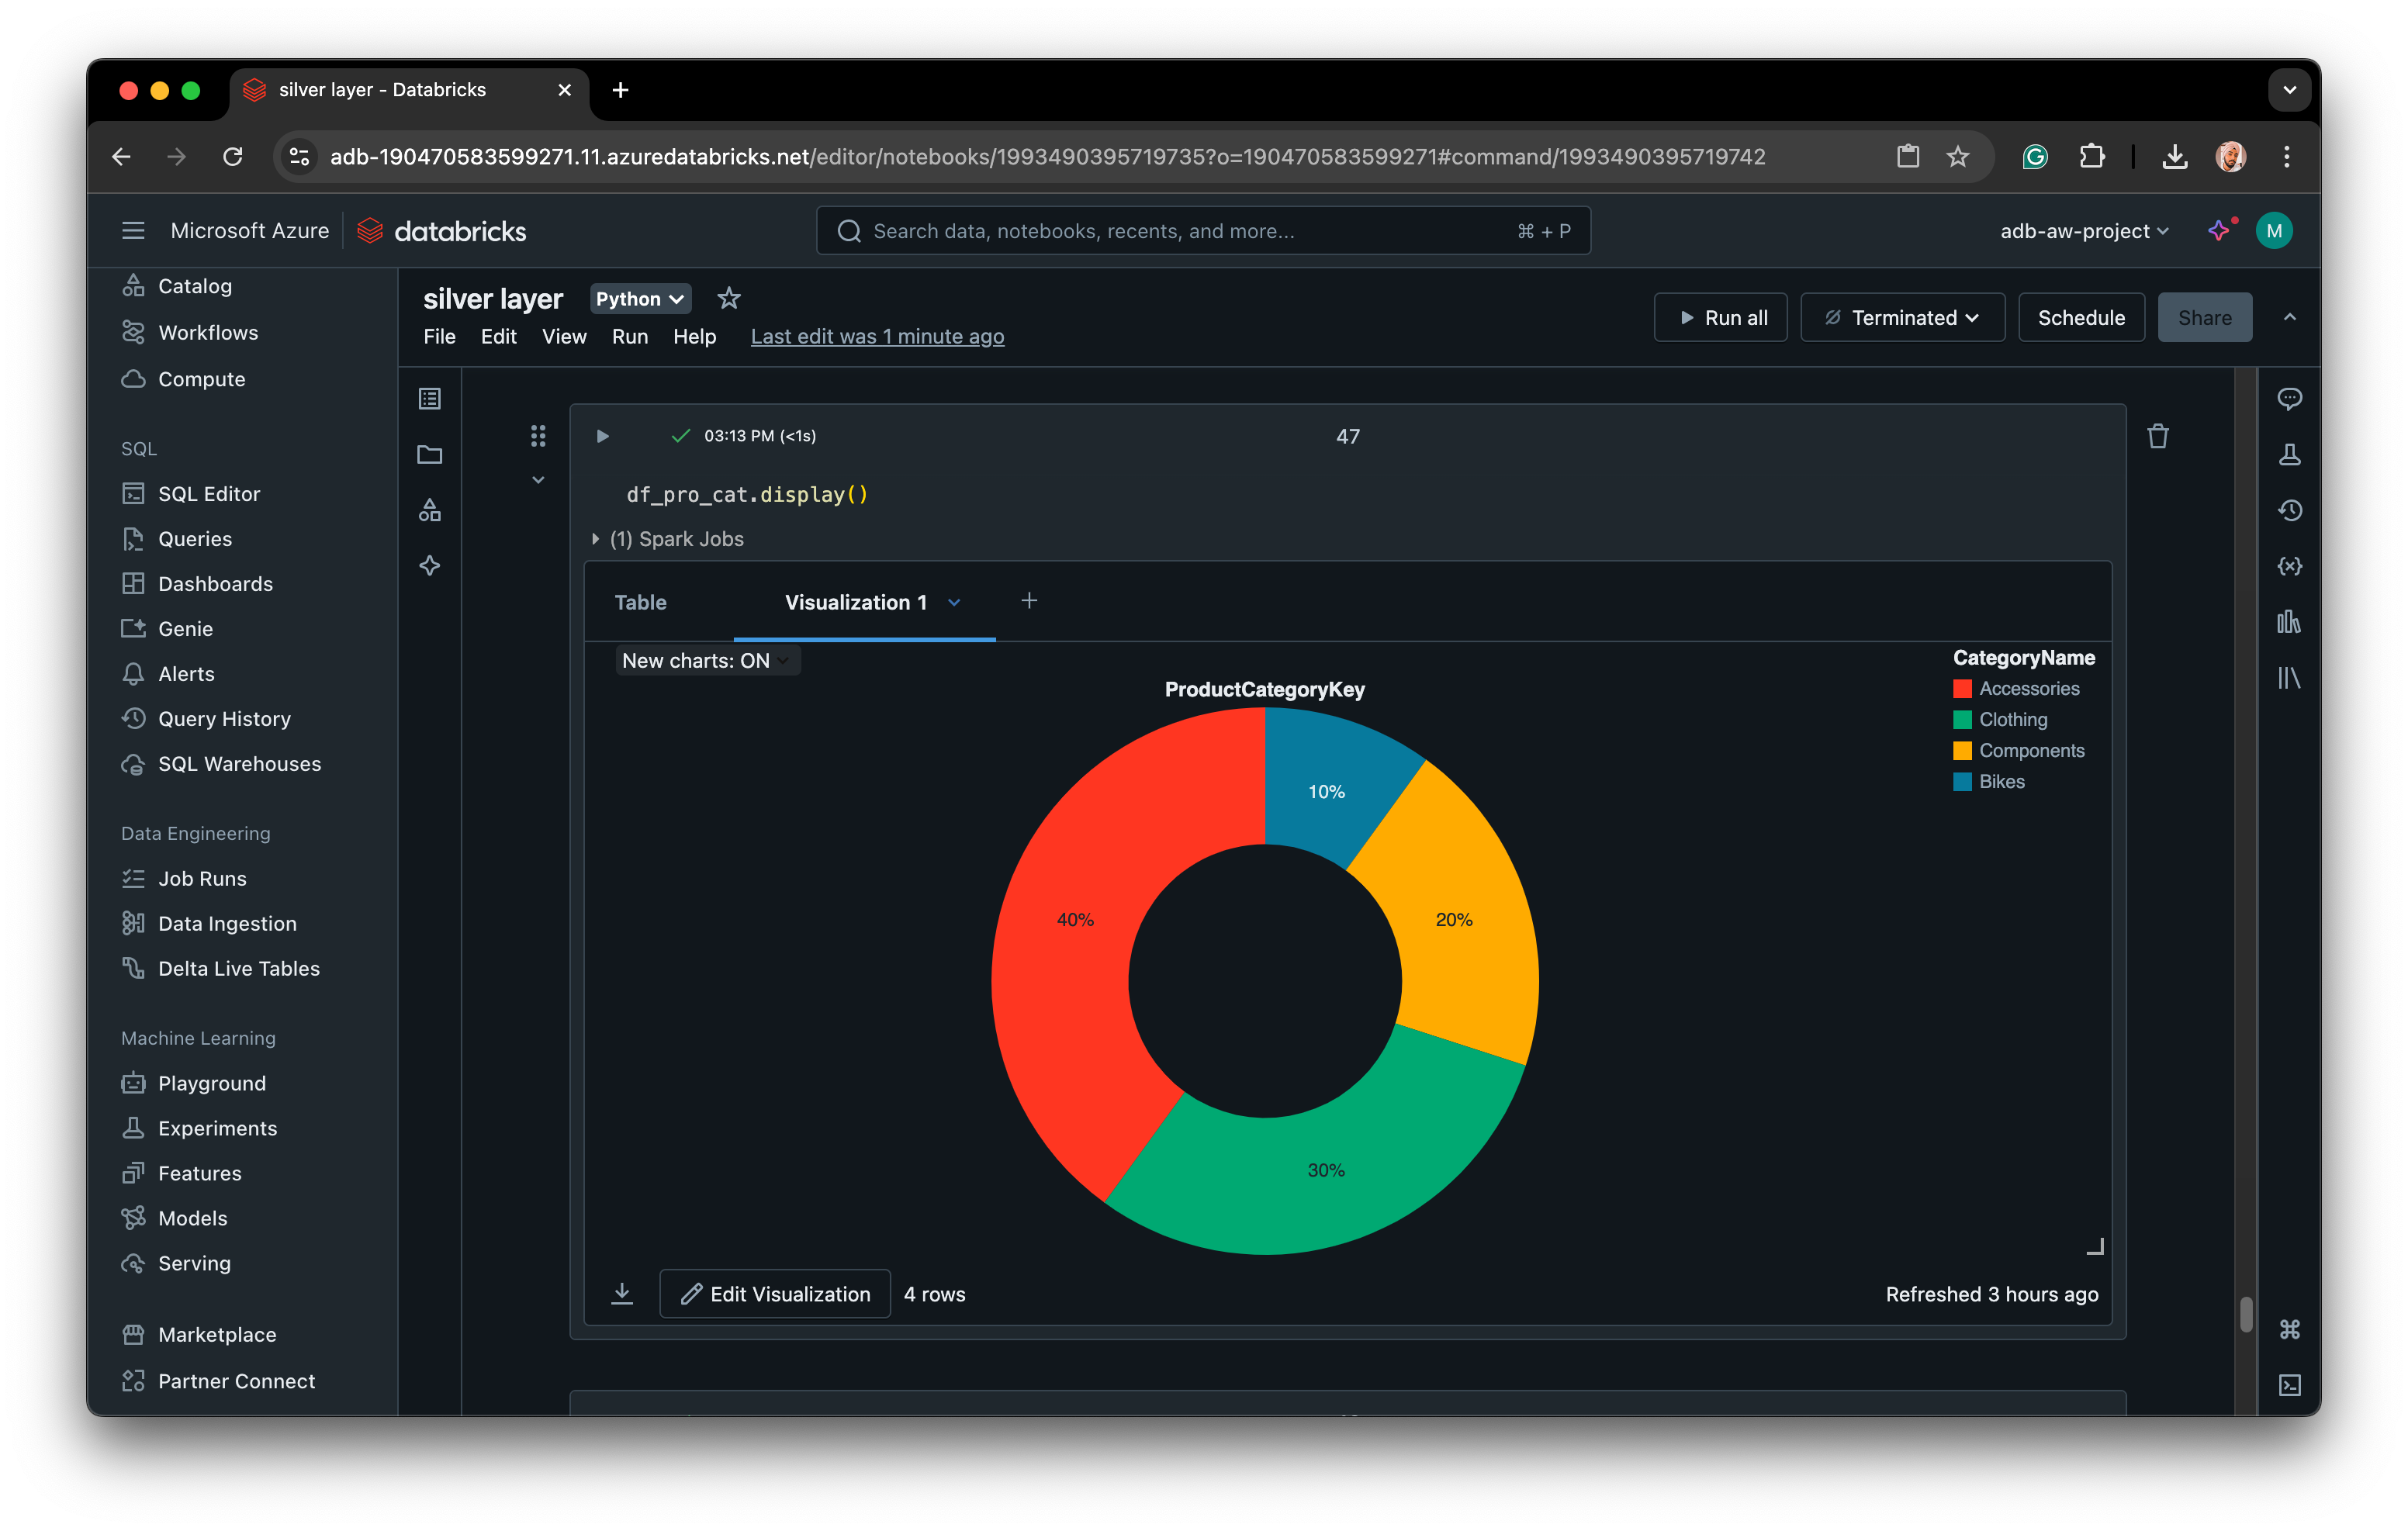 silver layer - Databricks
adb-190470583599271.11.azuredatabricks.net/editor/notebooks/1993490395719735?o=190470583599271#command/1993490395719742
Microsoft Azure
databricks
Search data, notebooks, recents, and more...
⌘ + P
adb-aw-project
M
Catalog
Workflows
Compute
SQL
SQL Editor
Queries
Dashboards
Genie
Alerts
Query History
SQL Warehouses
Data Engineering
Job Runs
Data Ingestion
Delta Live Tables
Machine Learning
Playground
Experiments
Features
Models
Serving
Marketplace
Partner Connect
silver layer
Python
File Edit View Run Help Last edit was 1 minute ago
Run all
Terminated
Schedule
Share
03:13 PM (<1s)
47
df_pro_cat.display()
(1) Spark Jobs
Table
Visualization 1
New charts: ON
ProductCategoryKey
CategoryName
Accessories
Clothing
Components
Bikes
10%
40%
20%
30%
Edit Visualization
4 rows
Refreshed 3 hours ago